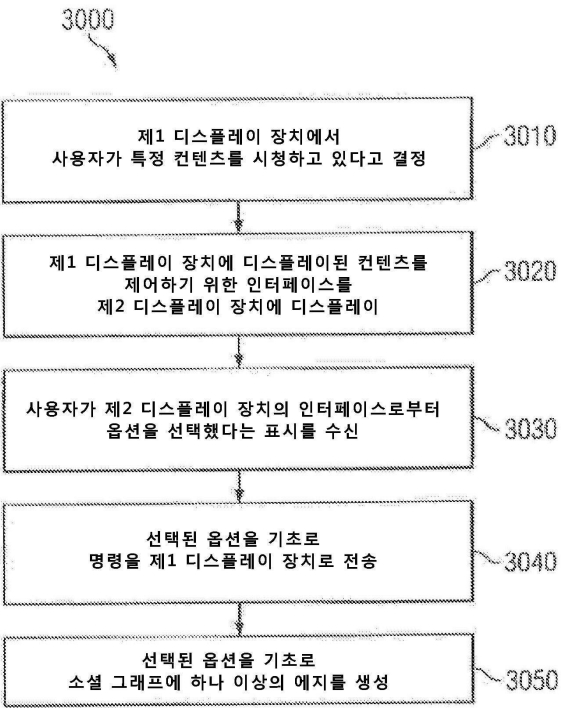 3000
제1 디스플레이 장치에서
사용자가 특정 컨텐츠를 시청하고 있다고 결정
3010
제1 디스플레이 장치에 디스플레이된 컨텐츠를
제어하기 위한 인터페이스를
제2 디스플레이 장치에 디스플레이
3020
사용자가 제2 디스플레이 장치의 인터페이스로부터
옵션을 선택했다는 표시를 수신
3030
선택된 옵션을 기초로
명령을 제1 디스플레이 장치로 전송
3040
선택된 옵션을 기초로
소셜 그래프에 하나 이상의 에지를 생성
3050